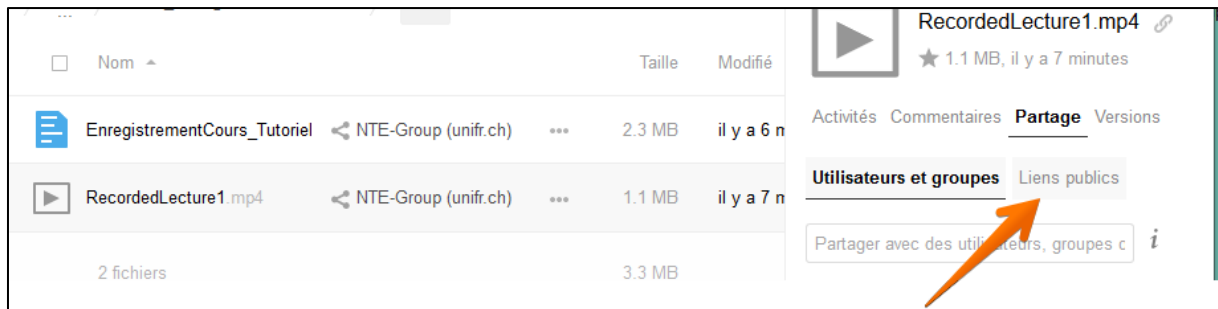 ...
Nom Taille Modifié
EnregistrementCours_Tutoriel NTE-Group (unifr.ch) ... 2.3 MB il y a 6 m
RecordedLecture1.mp4 NTE-Group (unifr.ch) ... 1.1 MB il y a 7 m
2 fichiers 3.3 MB
RecordedLecture1.mp4
1.1 MB, il y a 7 minutes
Activités Commentaires Partage Versions
Utilisateurs et groupes Liens publics
Partager avec des utilisateurs, groupes c i